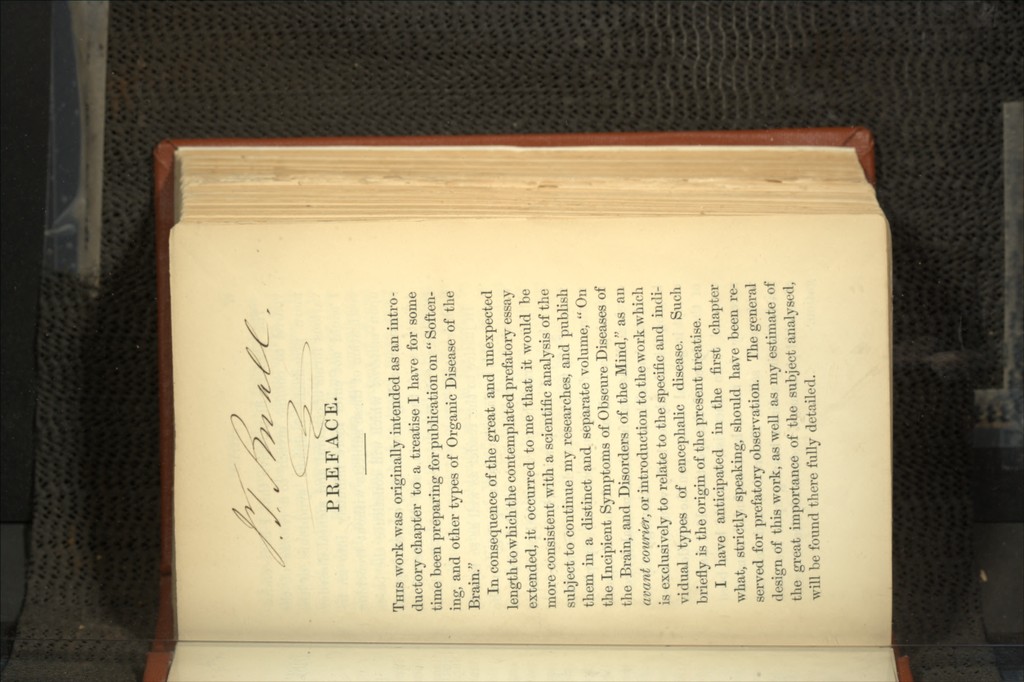 PREFACE.
THIS work was originally intended as an intro-
ductory chapter to a treatise I have for some
time been preparing for publication on "Soften-
ing, and other types of Organic Disease of the
Brain."
In consequence of the great and unexpected
length to which the contemplated prefatory essay
extended, it occurred to me that it would be
more consistent with a scientific analysis of the
subject to continue my researches, and publish
them in a distinct and separate volume, "On
the Incipient Symptoms of Obscure Diseases of
the Brain, and Disorders of the Mind," as an
avant courier, or introduction to the work which
is exclusively to relate to the specific and indi-
vidual types of encephalic disease. Such
briefly is the origin of the present treatise.
I have anticipated in the first chapter
what, strictly speaking, should have been re-
served for prefatory observation. The general
design of this work, as well as my estimate of
the great importance of the subject analysed,
will be found there fully detailed.